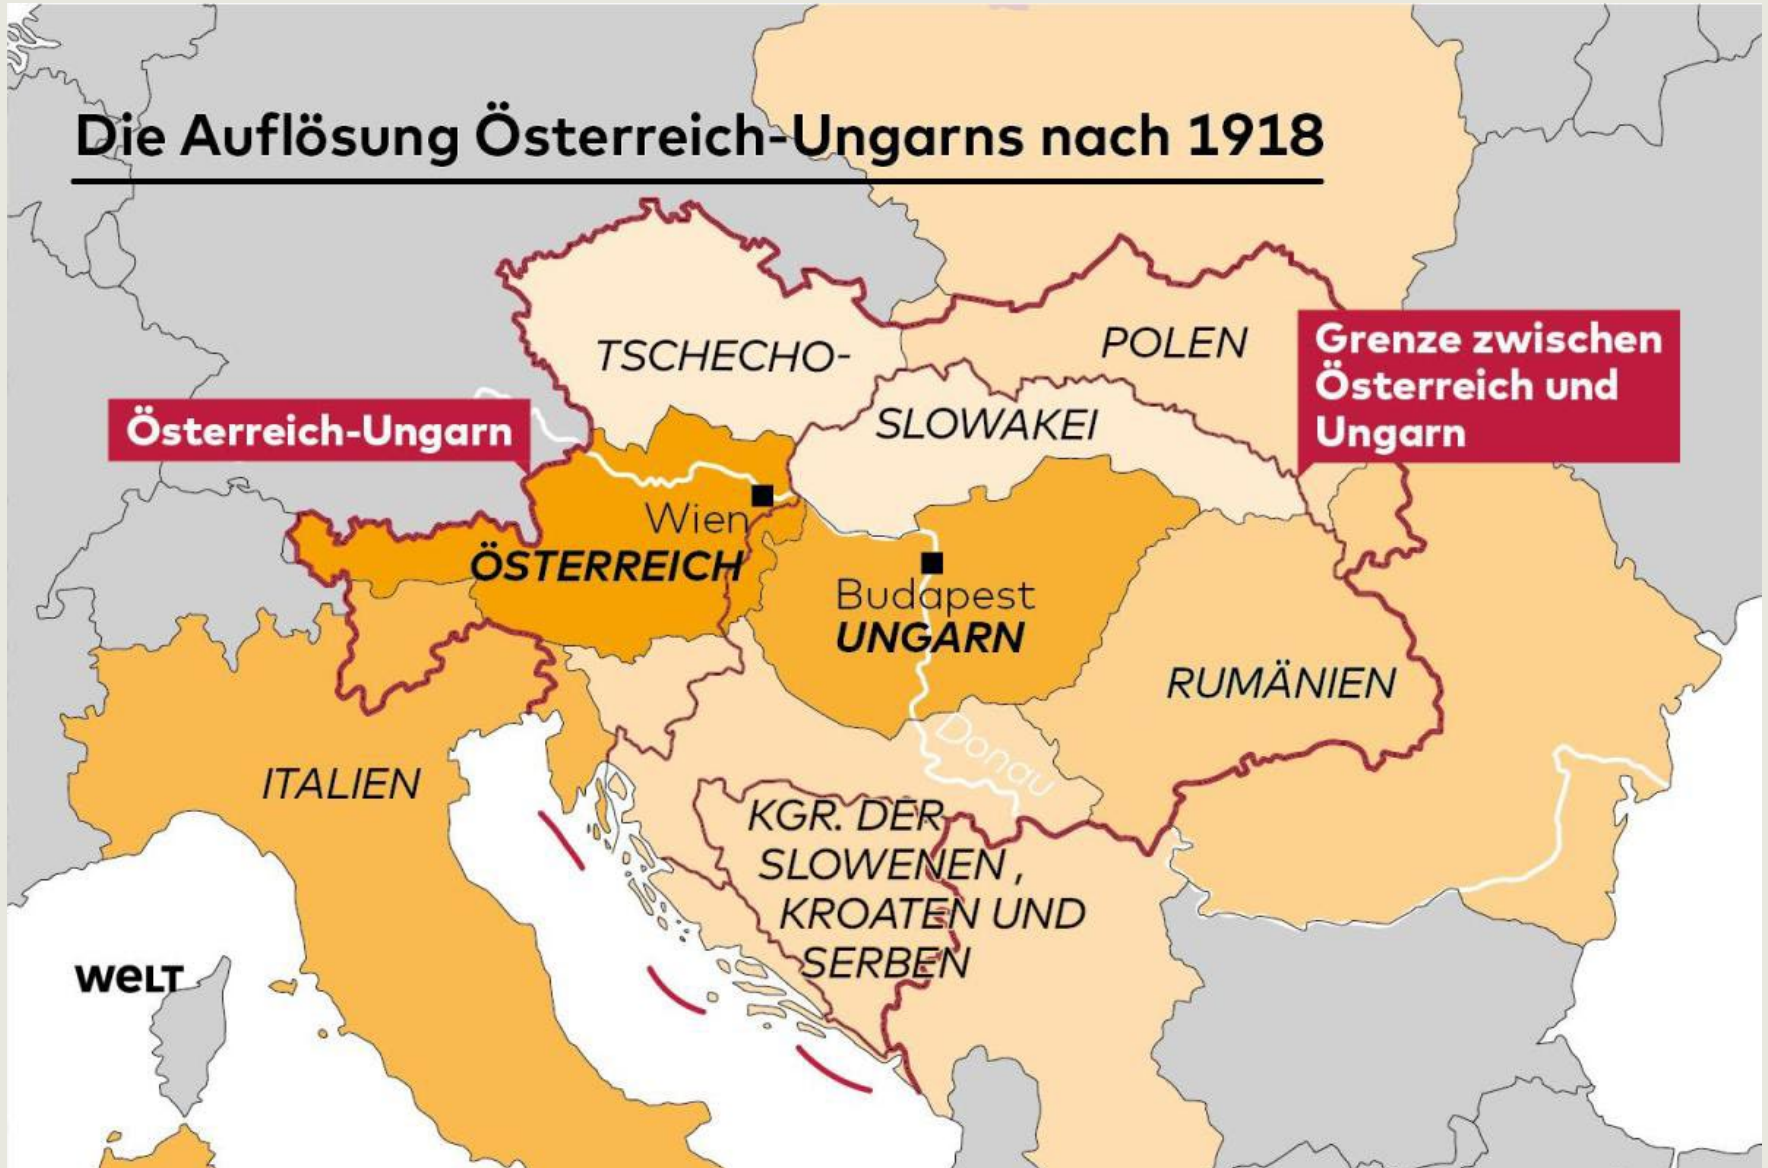 Die Auflösung Österreich-Ungarns nach 1918
TSCHECHO-
POLEN
Grenze zwischen
Österreich und
Ungarn
Österreich-Ungarn
SLOWAKEI
Wien
ÖSTERREICH
Budapest
UNGARN
RUMÄNIEN
Donau
ITALIEN
KGR. DER
SLOWENEN,
KROATEN UND
SERBEN
WELT